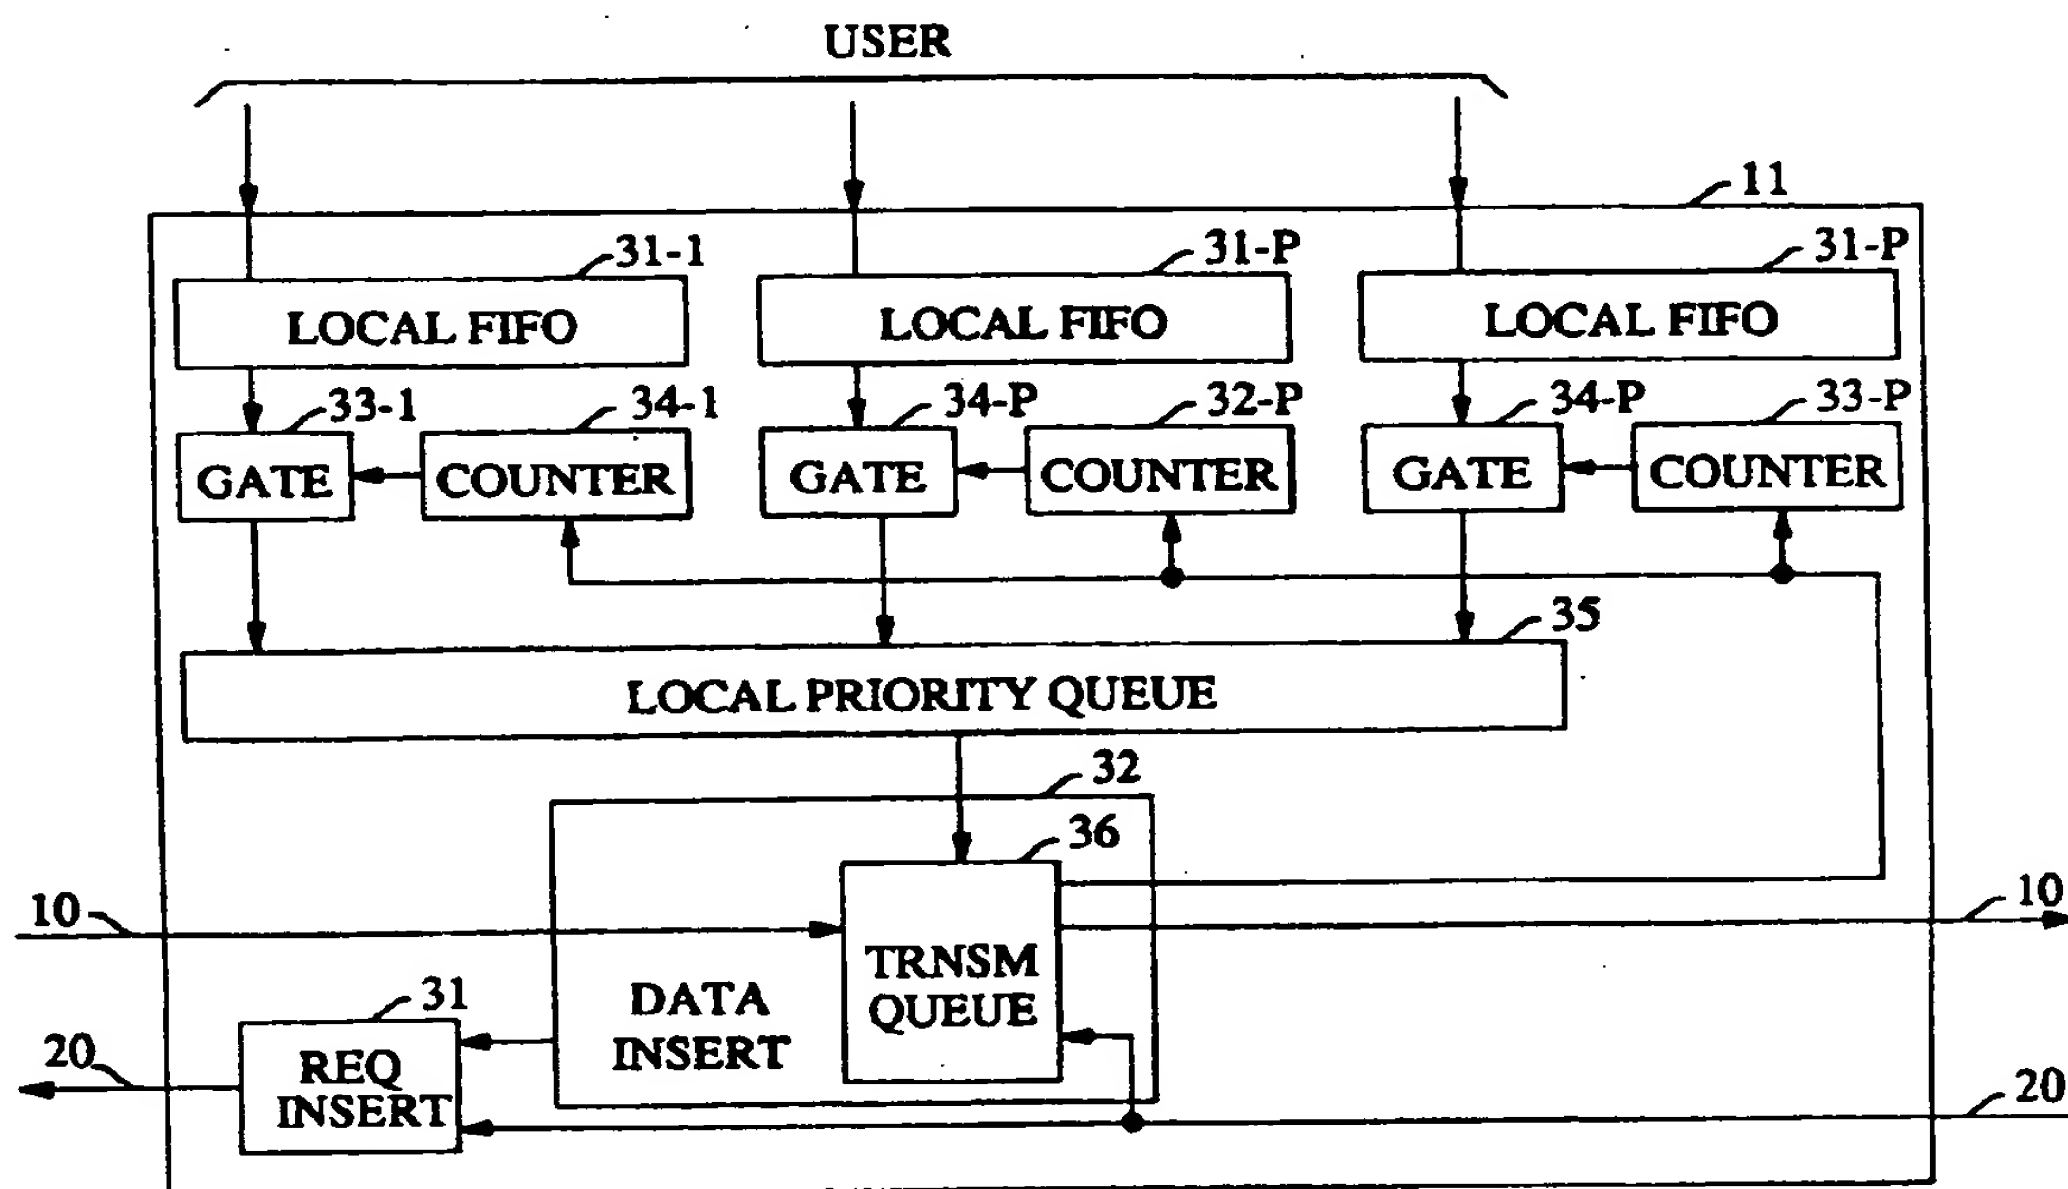 USER
11
31-1
31-P
31-P
LOCAL FIFO
LOCAL FIFO
LOCAL FIFO
33-1
34-1
34-P
32-P
34-P
33-P
GATE
COUNTER
GATE
COUNTER
GATE
COUNTER
35
LOCAL PRIORITY QUEUE
32
36
10
10
TRNSM
QUEUE
DATA
INSERT
31
20
REQ
INSERT
20